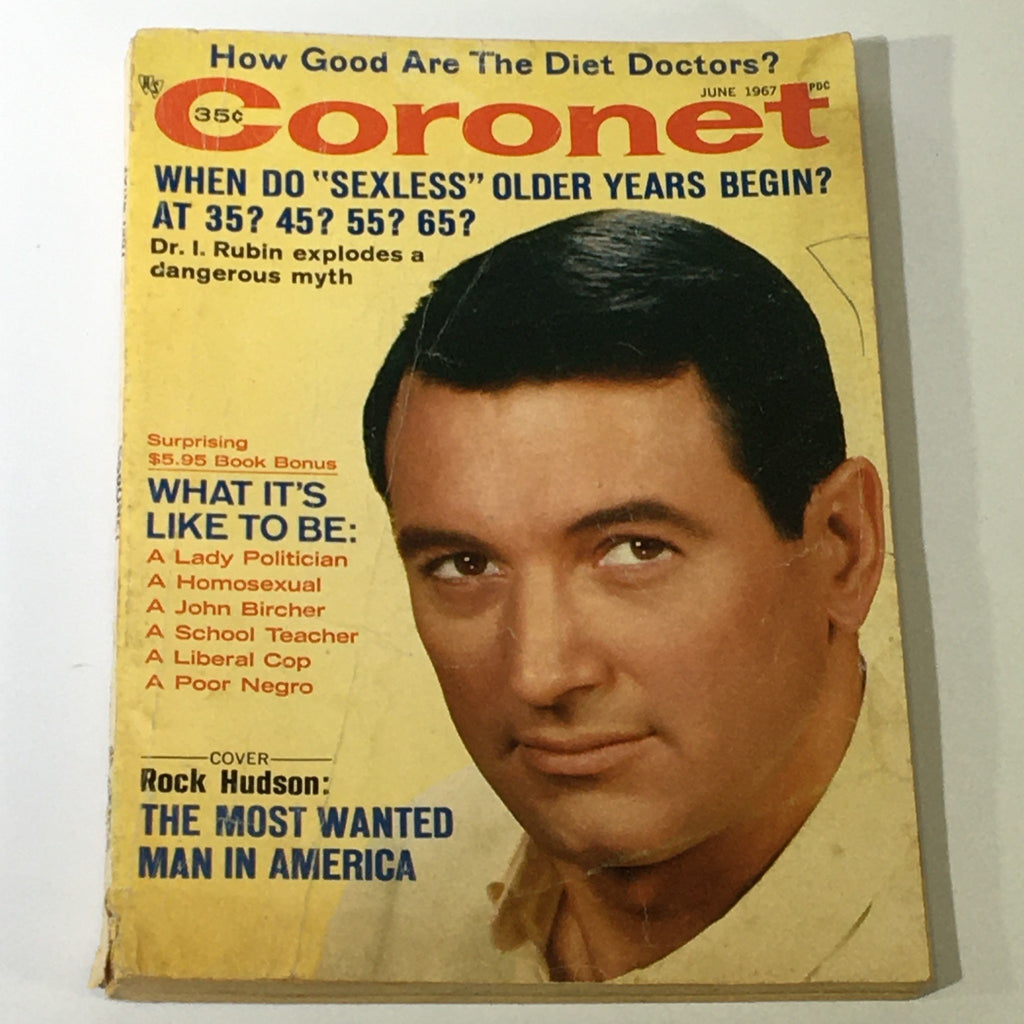 How Good Are The Diet Doctors?
JUNE 1967 PDC
35¢
Coronet
WHEN DO "SEXLESS" OLDER YEARS BEGIN?
AT 35? 45? 55? 65?
Dr. I. Rubin explodes a
dangerous myth
Surprising
$5.95 Book Bonus
WHAT IT'S
LIKE TO BE:
A Lady Politician
A Homosexual
A John Bircher
A School Teacher
A Liberal Cop
A Poor Negro
COVER
Rock Hudson:
THE MOST WANTED
MAN IN AMERICA